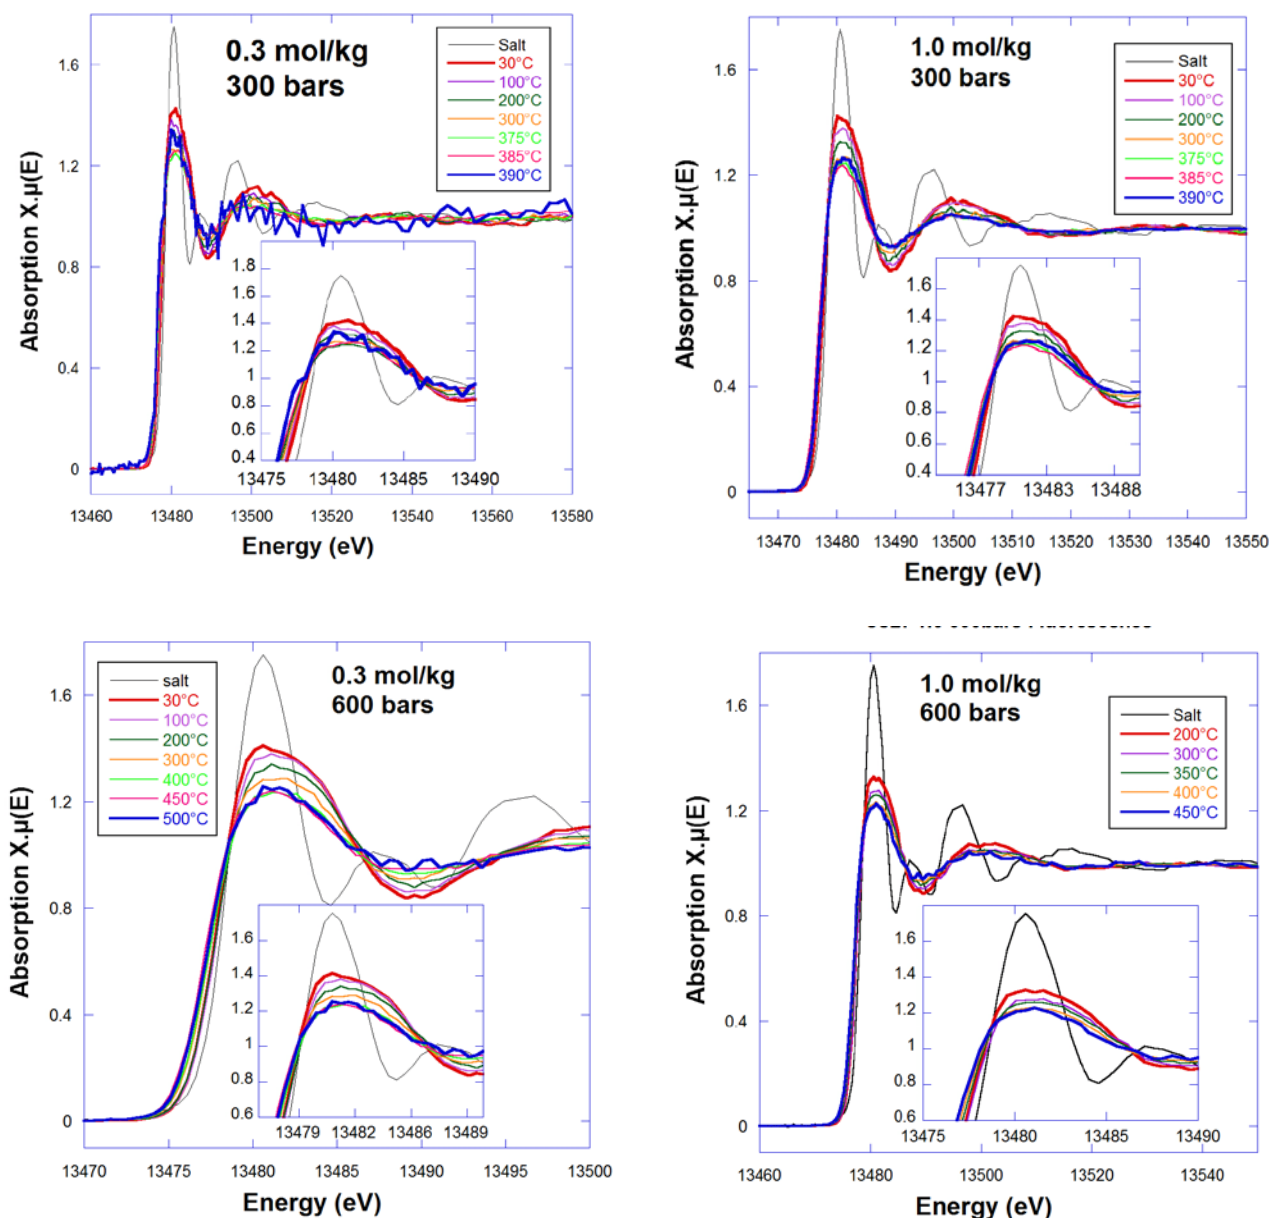 0.3 mol/kg
300 bars
Salt
30°C
100°C
200°C
300°C
375°C
385°C
390°C
Absorption X.μ(E)
1.6
1.2
0.8
0.4
0
1.8
1.6
1.4
1.2
1
0.8
0.6
0.4
13475 13480 13485 13490
13460 13480 13500 13520 13540 13560 13580
Energy (eV)
1.0 mol/kg
300 bars
Salt
30°C
100°C
200°C
300°C
375°C
385°C
390°C
Absorption X.μ(E)
1.6
1.2
0.8
0.4
0
1.6
1.4
1.2
1
0.8
0.6
0.4
13477 13483 13488
13470 13480 13490 13500 13510 13520 13530 13540 13550
Energy (eV)
0.3 mol/kg
600 bars
salt
30°C
100°C
200°C
300°C
400°C
450°C
500°C
Absorption X.μ(E)
1.6
1.2
0.8
0.4
0
1.6
1.4
1.2
1
0.8
0.6
13479 13482 13486 13489
13470 13475 13480 13485 13490 13495 13500
Energy (eV)
1.0 mol/kg
600 bars
Salt
200°C
300°C
350°C
400°C
450°C
Absorption X.μ(E)
1.6
1.2
0.8
0.4
0
1.6
1.4
1.2
1
0.8
0.6
13475 13480 13485 13490
13460 13480 13500 13520 13540
Energy (eV)